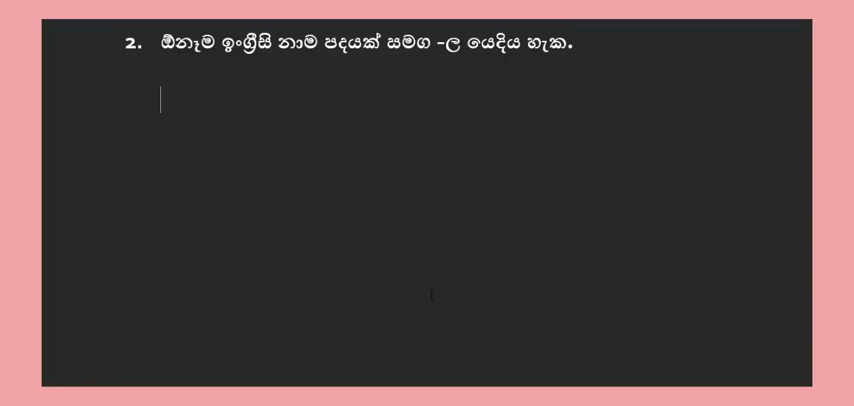 2. ඕනෑම ඉංග්‍රීසි නාම පදයක් සමග -ල යෙදිය හැක.